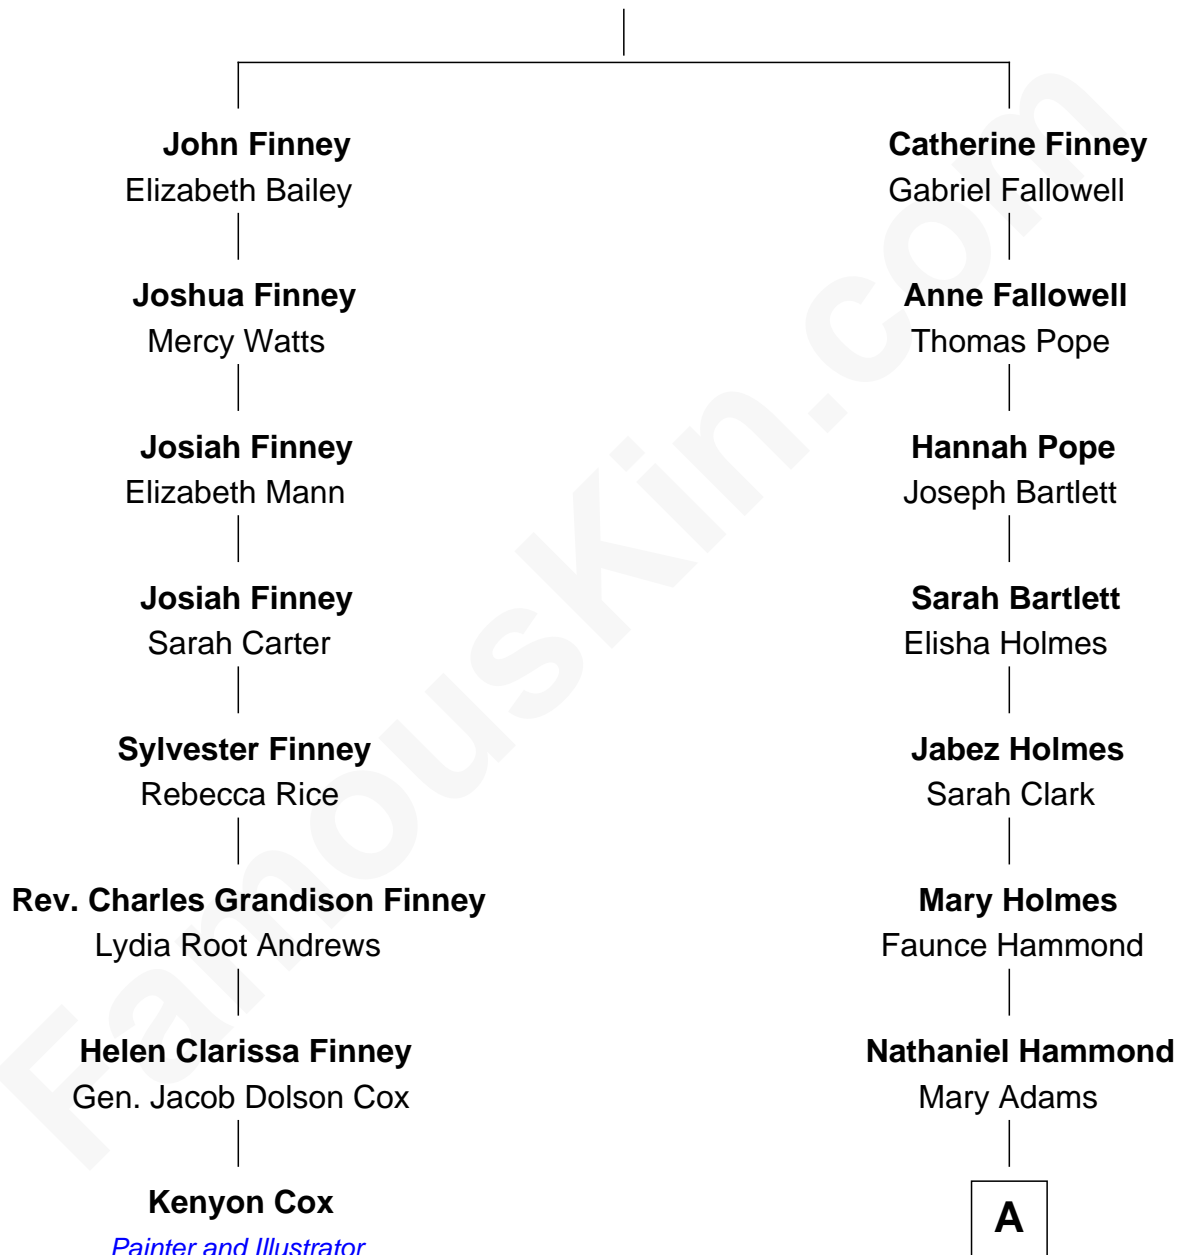 John Finney
Elizabeth Bailey
Joshua Finney
Mercy Watts
Josiah Finney
Elizabeth Mann
Josiah Finney
Sarah Carter
Sylvester Finney
Rebecca Rice
Rev. Charles Grandison Finney
Lydia Root Andrews
Helen Clarissa Finney
Gen. Jacob Dolson Cox
Kenyon Cox
Painter and Illustrator
Catherine Finney
Gabriel Fallowell
Anne Fallowell
Thomas Pope
Hannah Pope
Joseph Bartlett
Sarah Bartlett
Elisha Holmes
Jabez Holmes
Sarah Clark
Mary Holmes
Faunce Hammond
Nathaniel Hammond
Mary Adams
A
FamousKin.com